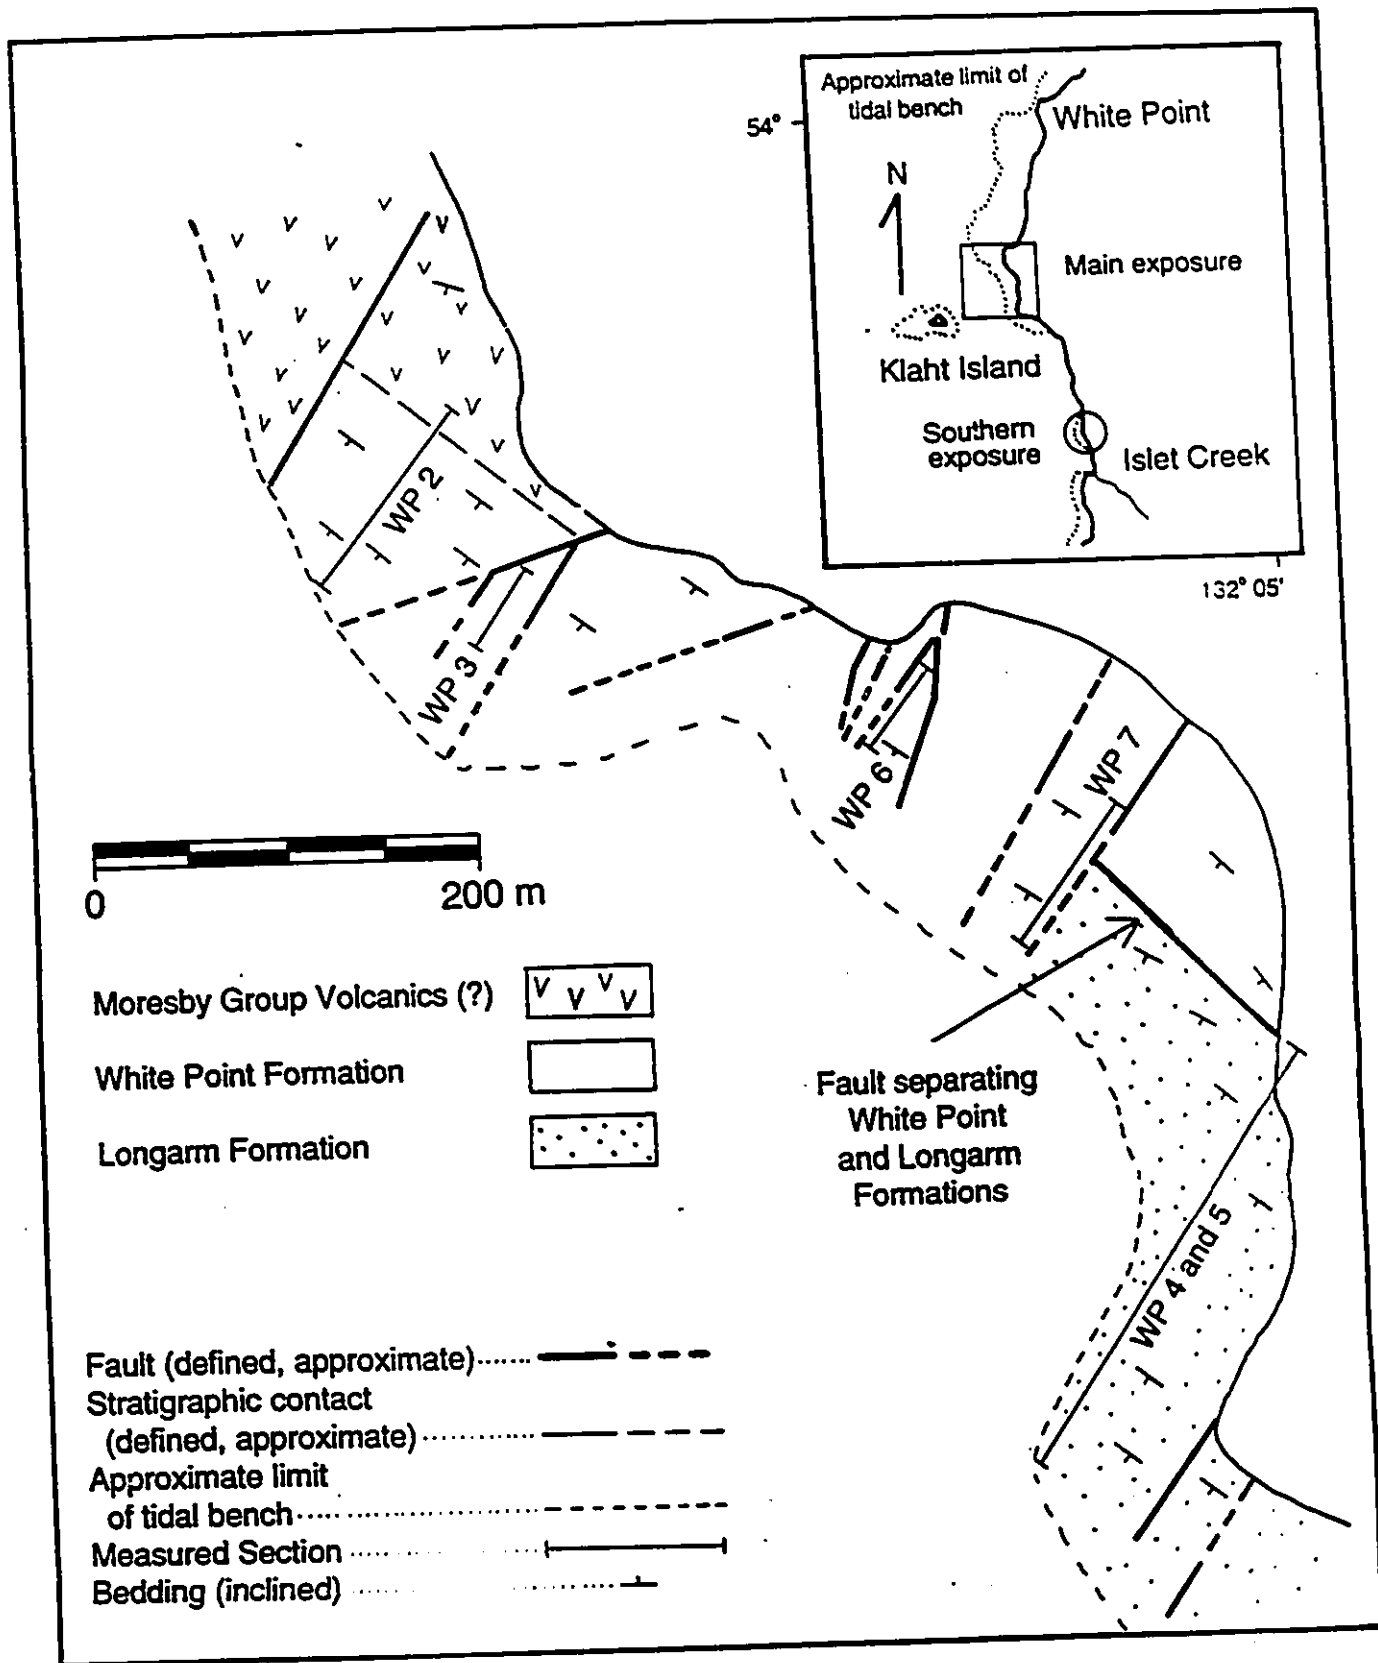 Approximate limit of
tidal bench
54°
White Point
N
Main exposure
Klaht Island
Southern
exposure
Islet Creek
132° 05'
WP 2
WP 3
WP 6
WP 7
0
200 m
Moresby Group Volcanics (?)
White Point Formation
Longarm Formation
Fault separating
White Point
and Longarm
Formations
WP 4 and 5
Fault (defined, approximate)
Stratigraphic contact
(defined, approximate)
Approximate limit
of tidal bench
Measured Section
Bedding (inclined)